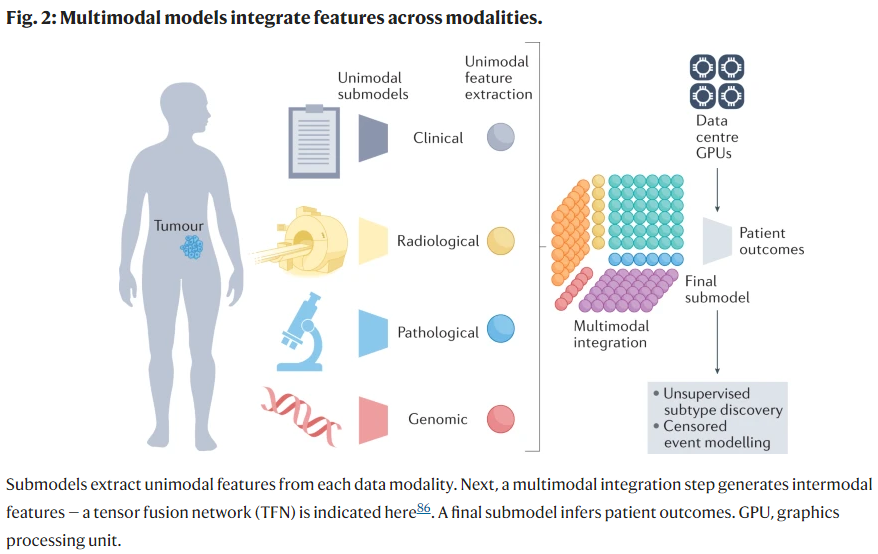 Fig. 2: Multimodal models integrate features across modalities.
Unimodal
submodels
Unimodal
feature
extraction
Clinical
Radiological
Pathological
Genomic
Tumour
Multimodal
integration
Data
centre
GPUs
Patient
outcomes
Final
submodel
• Unsupervised
subtype discovery
• Censored
event modelling
Submodels extract unimodal features from each data modality. Next, a multimodal integration step generates intermodal
features — a tensor fusion network (TFN) is indicated here86. A final submodel infers patient outcomes. GPU, graphics
processing unit.